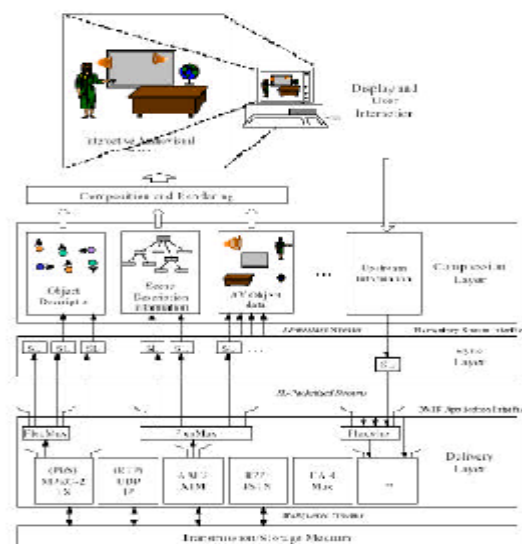 Display and
User
Interaction
Interactive Audiovisual
Composition and Rendering
Object
Descriptor
Scene
Description
Information
AV Object
data
...
Upstream
Information
Compression
Layer
Elementary Streams
Elementary Stream Interface
SL
SL
SL
SL
SL
SL
...
SL
Sync
Layer
SL-Packetized Streams
DMIF Application Interface
FlexMux
FlexMux
FlexMux
(PES)
MPEG-2
TS
(RTP)
UDP
IP
AAL2
ATM
H223
PSTN
DAB
Mux
Delivery
Layer
Transmission/Storage Medium